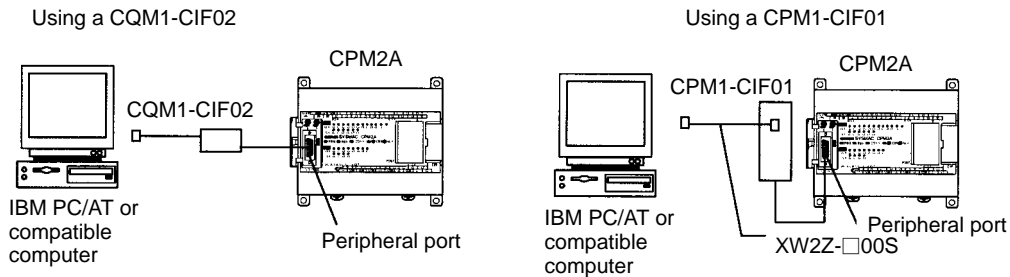 Using a CQM1-CIF02
CPM2A
CQM1-CIF02
IBM PC/AT or
compatible
computer
Peripheral port
Using a CPM1-CIF01
CPM2A
CPM1-CIF01
IBM PC/AT or
compatible
computer
XW2Z-□00S
Peripheral port